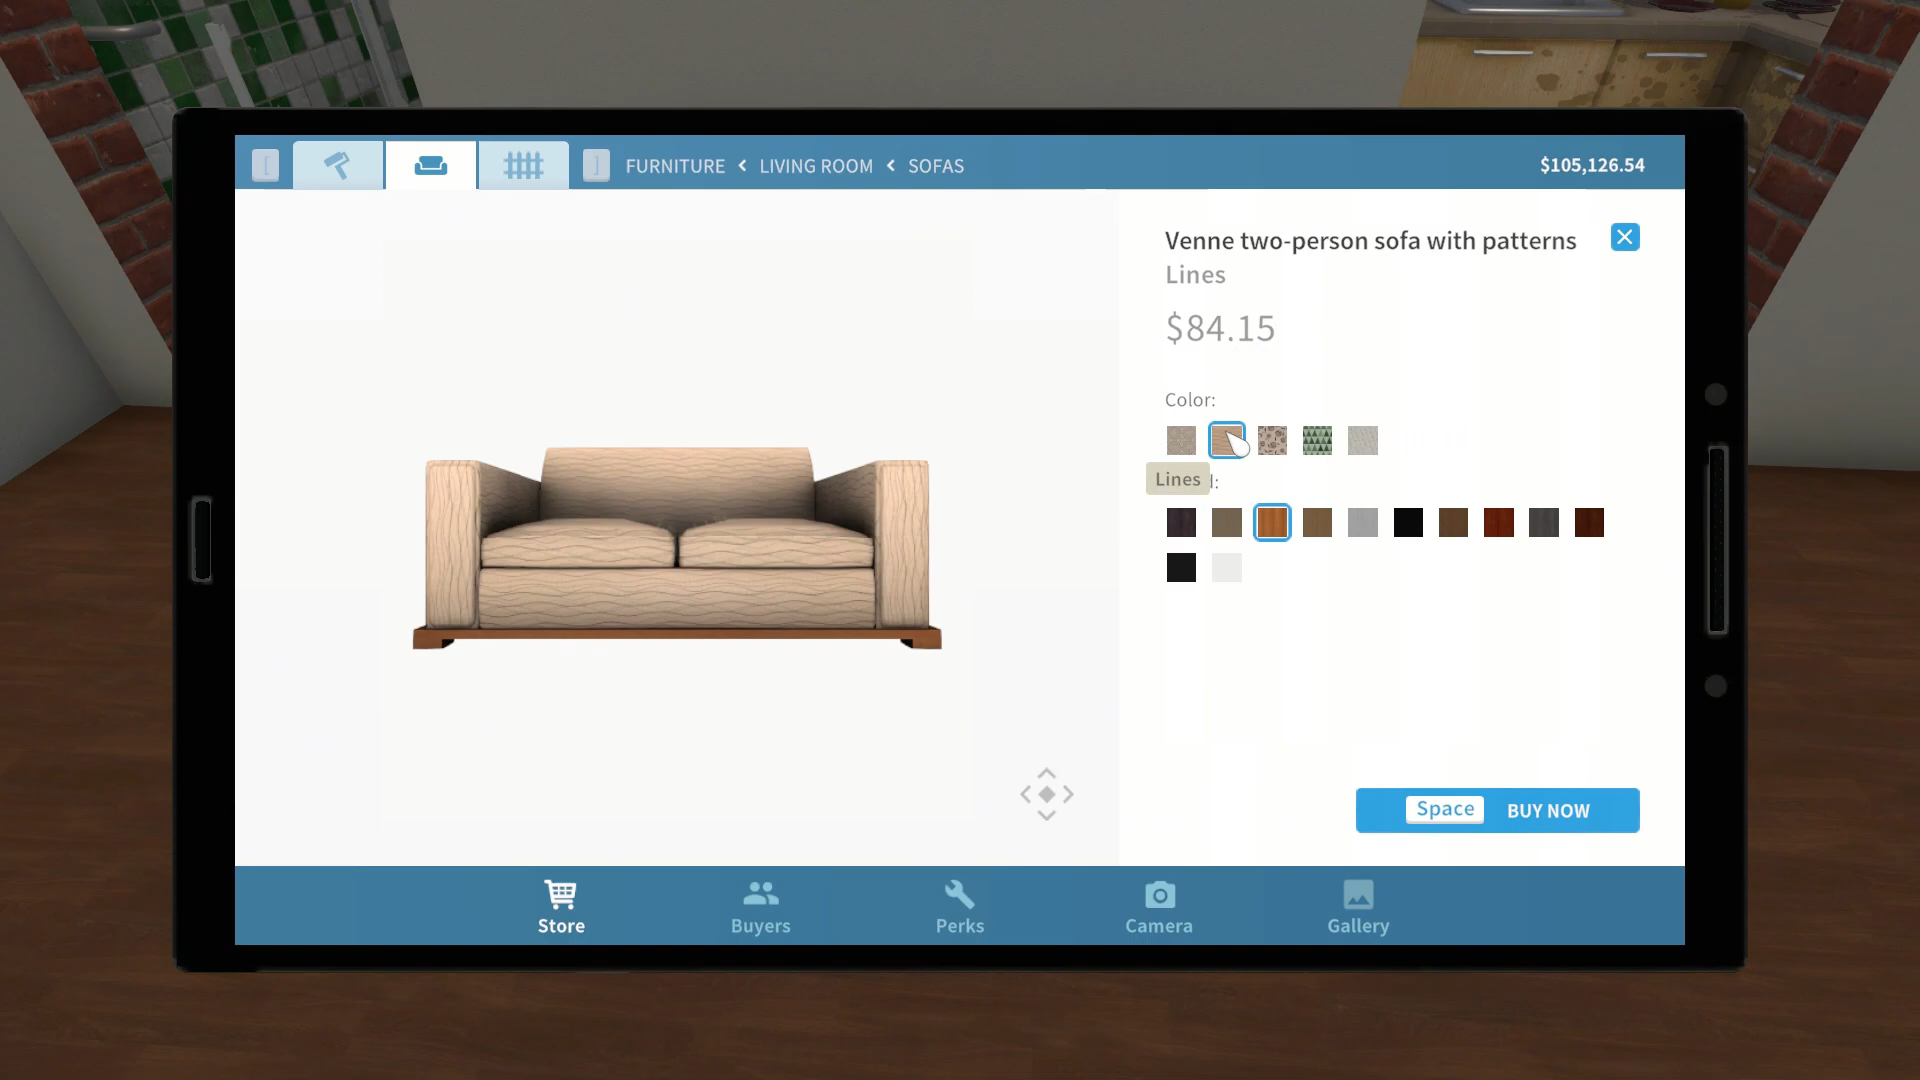 [
]
FURNITURE < LIVING ROOM < SOFAS
$105,126.54
Venne two-person sofa with patterns
Lines
$84.15
Color:
Lines
Space BUY NOW
Store
Buyers
Perks
Camera
Gallery